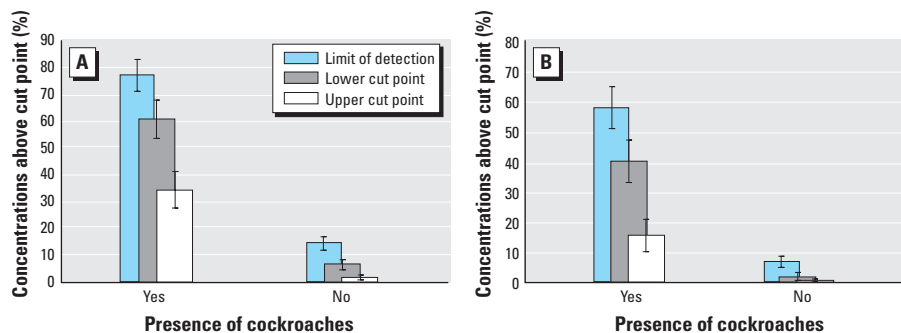 Concentrations above cut point (%)
90
80
70
60
50
40
30
20
10
0
A
Limit of detection
Lower cut point
Upper cut point
Yes
No
Presence of cockroaches
Concentrations above cut point (%)
80
70
60
50
40
30
20
10
0
B
Yes
No
Presence of cockroaches